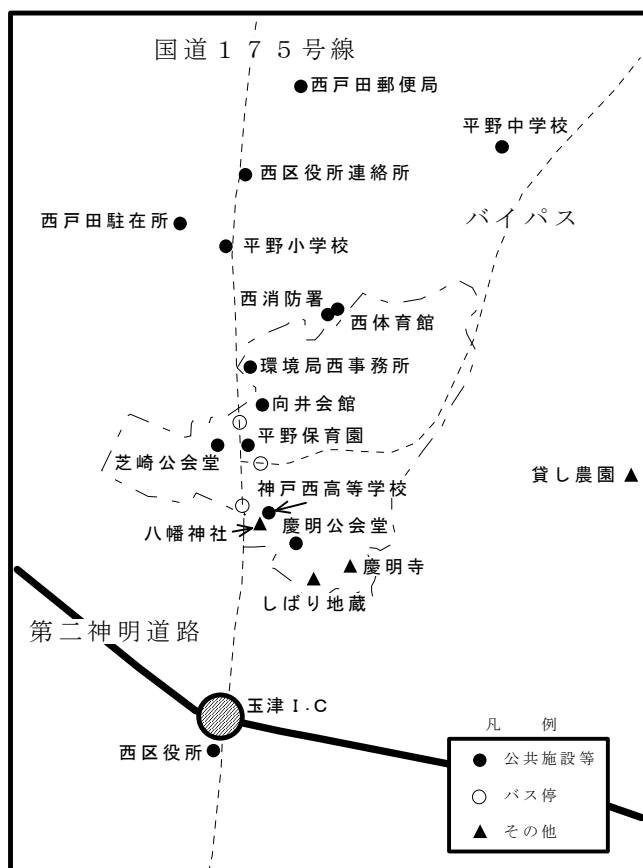 国道１７５号線
西戸田郵便局
平野中学校
西区役所連絡所
バイパス
西戸田駐在所
平野小学校
西消防署
西体育館
環境局西事務所
向井会館
平野保育園
芝崎公会堂
貸し農園
神戸西高等学校
八幡神社
慶明公会堂
慶明寺
しばり地蔵
第二神明道路
玉津Ｉ.Ｃ
西区役所
凡　例
公共施設等
バス停
その他